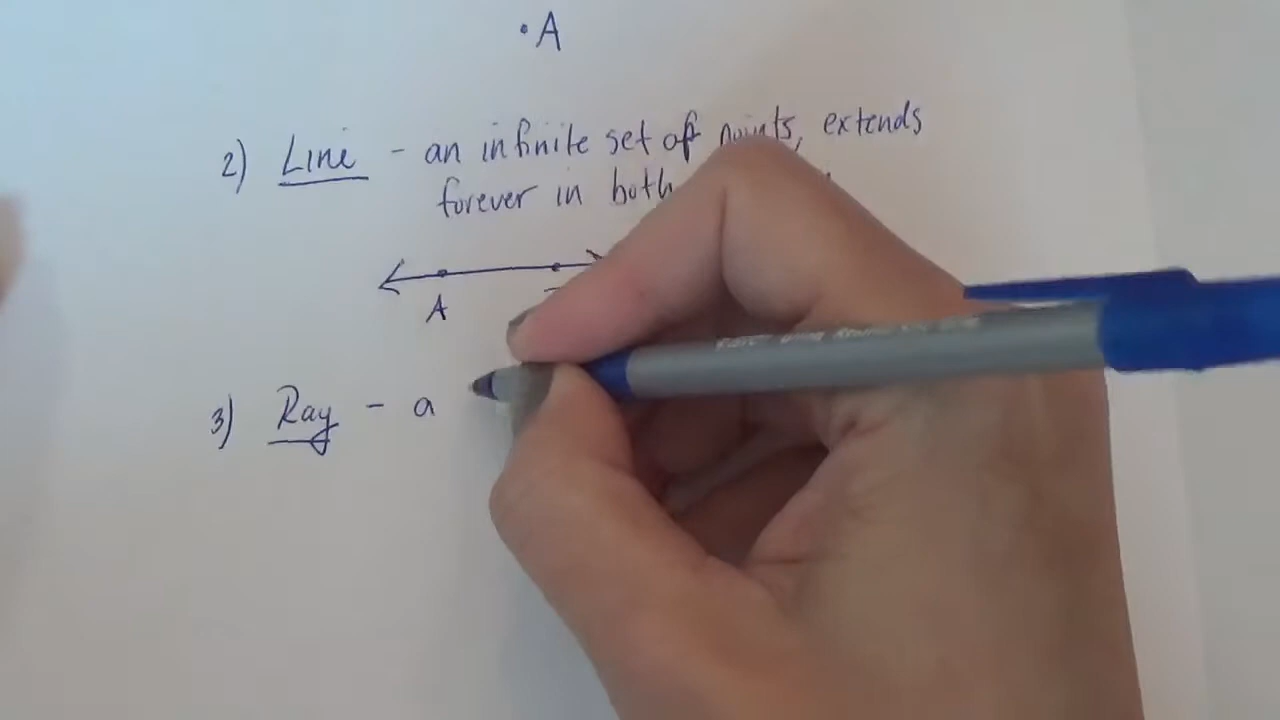 • A
2) Line - an infinite set of points, extends
forever in both
A
3) Ray - a